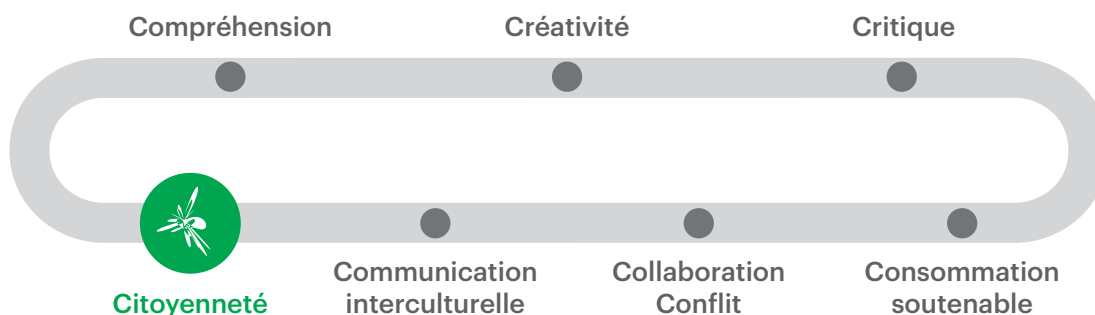 Compréhension
Créativité
Critique
Citoyenneté
Communication
interculturelle
Collaboration
Conflit
Consommation
soutenable